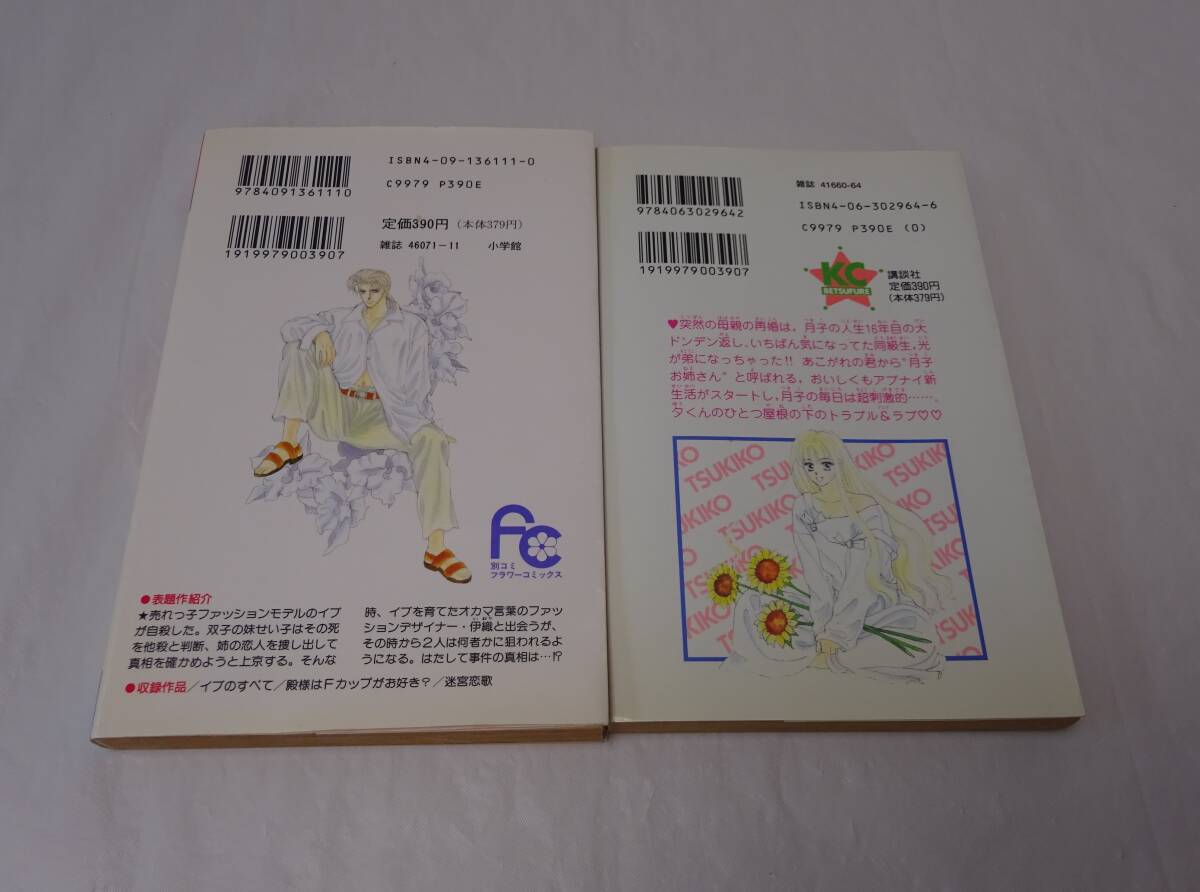 ISBN4-09-136111-0
9784091361110
C9979 P390E
定価390円(本体379円)
雑誌 46071-11 小学館
1919979003907
FC
別コミ
フラワーコミックス
●表題作紹介
★売れっ子ファッションモデルのイブ
が自殺した。双子の妹せい子はその死
を他殺と判断、姉の恋人を捜し出して
真相を確かめようと上京する。そんな
時、イブを育てたオカマ言葉のファッ
ションデザイナー・伊織と出会うが、
その時から2人は何者かに狙われるよ
うになる。はたして事件の真相は…!?
●収録作品/イブのすべて/殿様はFカップがお好き?/迷宮恋歌
雑誌 41660-64
9784063029642
ISBN4-06-302964-6
C9979 P390E (0)
1919979003907
KC
BETSUFURE
講談社
定価390円
(本体379円)
♥突然の母親の再婚は,月子の人生16年目の大
ドンデン返し。いちばん気になってた同級生,光
が弟になっちゃった!! あこがれの君から“月子
お姉さん”と呼ばれる,おいしくもアブナイ新
生活がスタートし,月子の毎日は超刺激的……。
夕くんのひとつ屋根の下のトラブル&ラブ♡♡
TSUKIKO
TSUKIKO
TSUKIKO
TSUKIKO
TSUKIKO
TSUKIKO